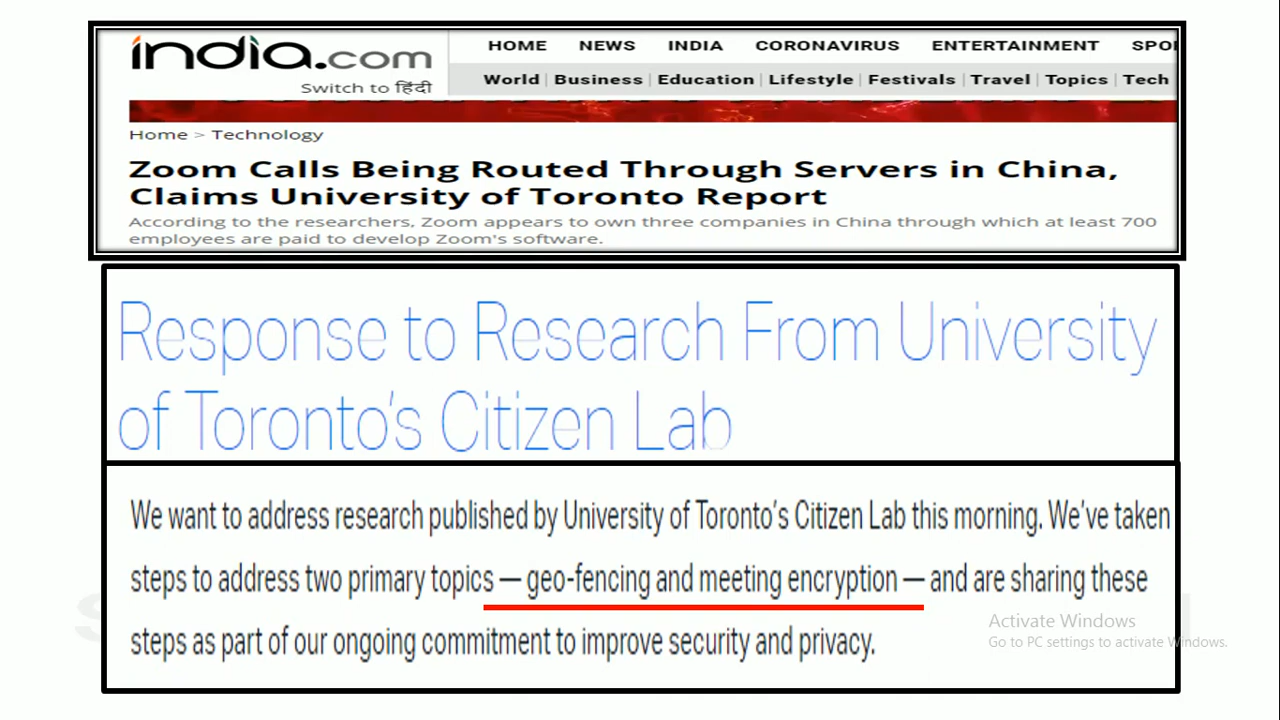 india.com
HOME NEWS INDIA CORONAVIRUS ENTERTAINMENT
Switch to हिंदी
World | Business | Education | Lifestyle | Festivals | Travel | Topics | Tech
Home > Technology
Zoom Calls Being Routed Through Servers in China,
Claims University of Toronto Report
According to the researchers, Zoom appears to own three companies in China through which at least 700
employees are paid to develop Zoom's software.
Response to Research From University
of Toronto's Citizen Lab
We want to address research published by University of Toronto's Citizen Lab this morning. We've taken
steps to address two primary topics — geo-fencing and meeting encryption — and are sharing these
steps as part of our ongoing commitment to improve security and privacy.
Activate Windows
Go to PC settings to activate Windows.